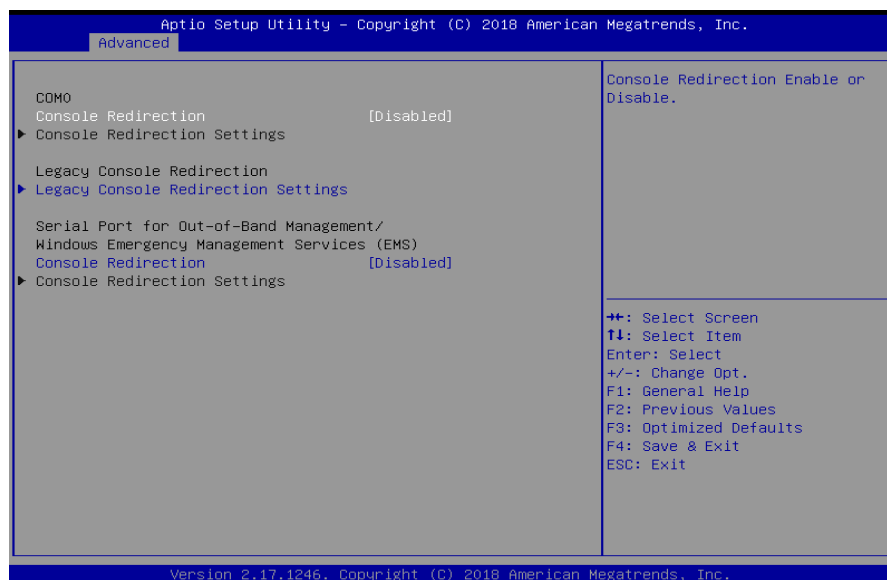 Aptio Setup Utility – Copyright (C) 2018 American Megatrends, Inc.
Advanced
COM0
Console Redirection [Disabled]
Console Redirection Settings
Legacy Console Redirection
Legacy Console Redirection Settings
Serial Port for Out-of-Band Management/
Windows Emergency Management Services (EMS)
Console Redirection [Disabled]
Console Redirection Settings
Console Redirection Enable or
Disable.
→←: Select Screen
↑↓: Select Item
Enter: Select
+/-: Change Opt.
F1: General Help
F2: Previous Values
F3: Optimized Defaults
F4: Save & Exit
ESC: Exit
Version 2.17.1246. Copyright (C) 2018 American Megatrends, Inc.